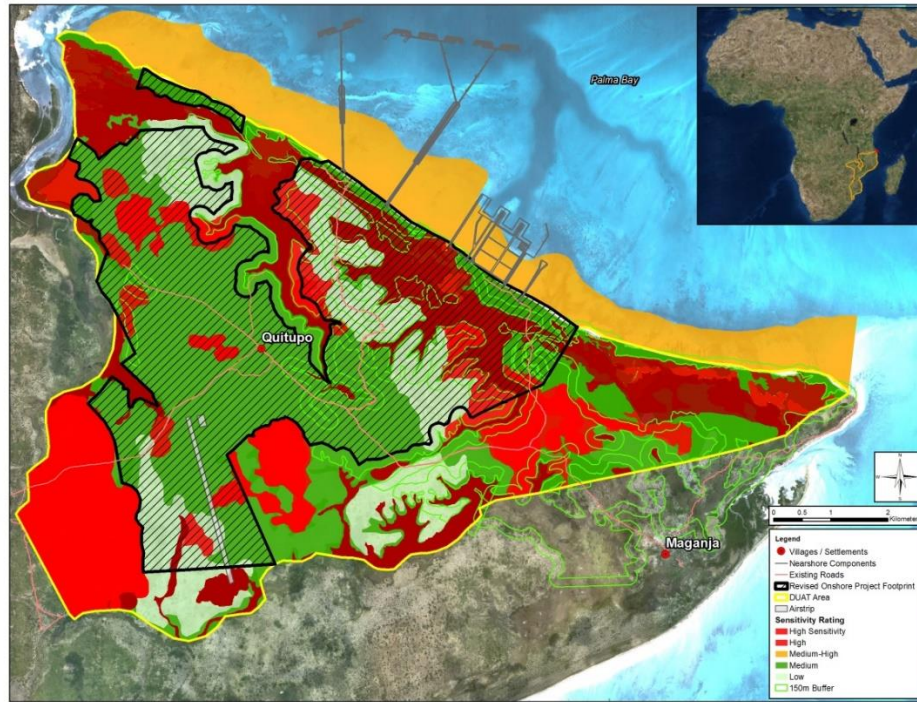 Palma Bay
Quitupo
Maganja
N
W
E
S
0 0.5 1 2
Kilometers
Legend
Villages / Settlements
Nearshore Components
Existing Roads
Revised Onshore Project Footprint
DUAT Area
Airstrip
Sensitivity Rating
High Sensitivity
High
Medium-High
Medium
Low
150m Buffer